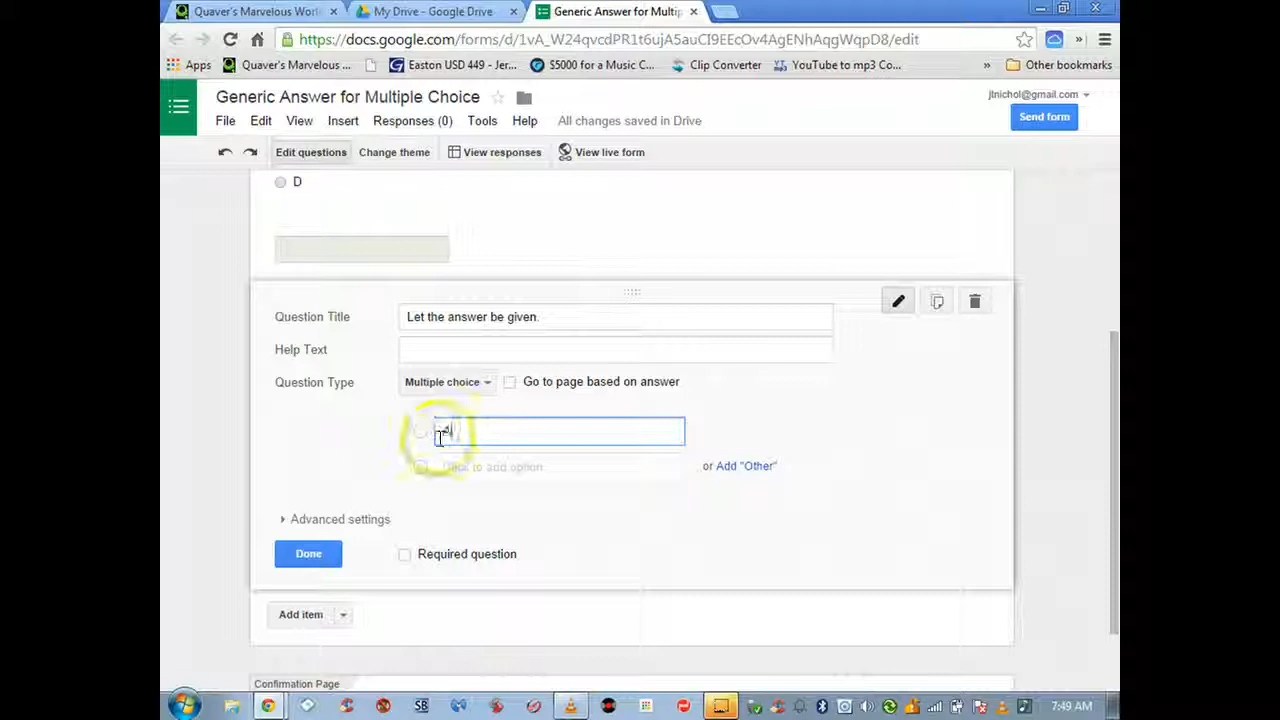 Quaver's Marvelous Worl
My Drive - Google Drive
Generic Answer for Multip
https://docs.google.com/forms/d/1vA_W24qvcdPR1t6ujA5auCI9EEcOv4AgENhAqgWqpD8/edit
Apps
Quaver's Marvelous ...
Easton USD 449 - Jer...
$5000 for a Music C...
Clip Converter
YouTube to mp3 Co...
»
Other bookmarks
Generic Answer for Multiple Choice
jtnichol@gmail.com
File Edit View Insert Responses (0) Tools Help All changes saved in Drive
Send form
Edit questions Change theme View responses View live form
D
Question Title Let the answer be given.
Help Text
Question Type Multiple choice Go to page based on answer
A
Click to add option or Add "Other"
Advanced settings
Done Required question
Add item
Confirmation Page
SB
7:49 AM